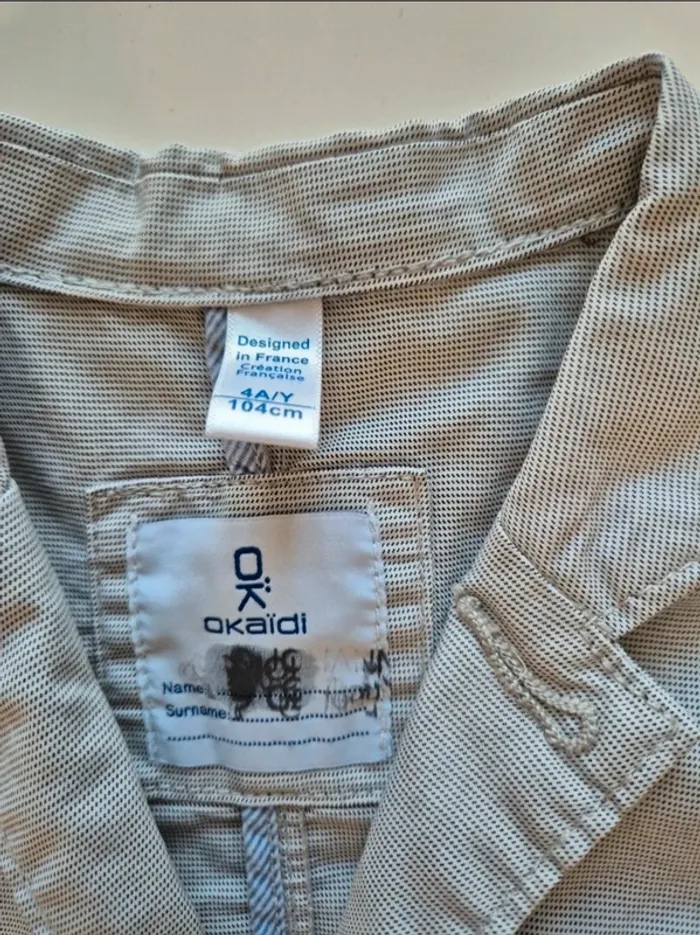 Designed
in France
Création
Française
4A/Y
104cm
OK
OKaïdi
Name:
Surname: